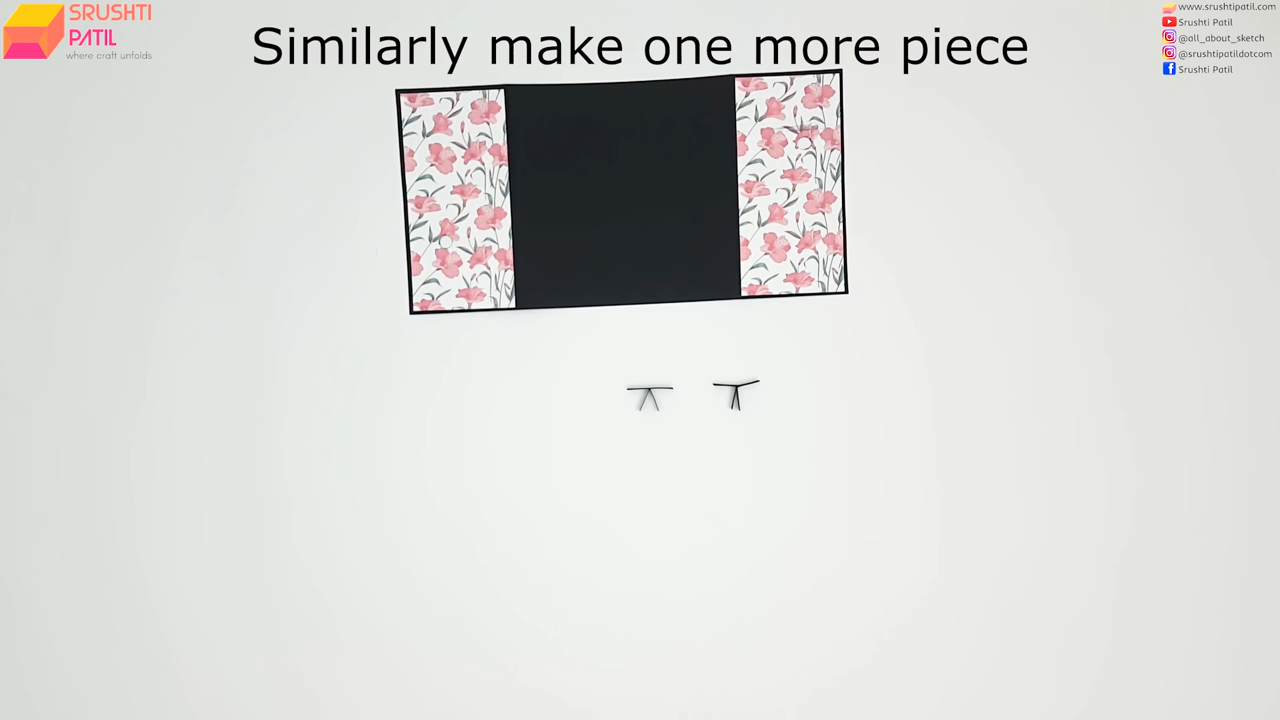 SRUSHTI
PATIL
where craft unfolds
Similarly make one more piece
www.srushtipatil.com
Srushti Patil
@all_about_sketch
@srushtipatildotcom
Srushti Patil